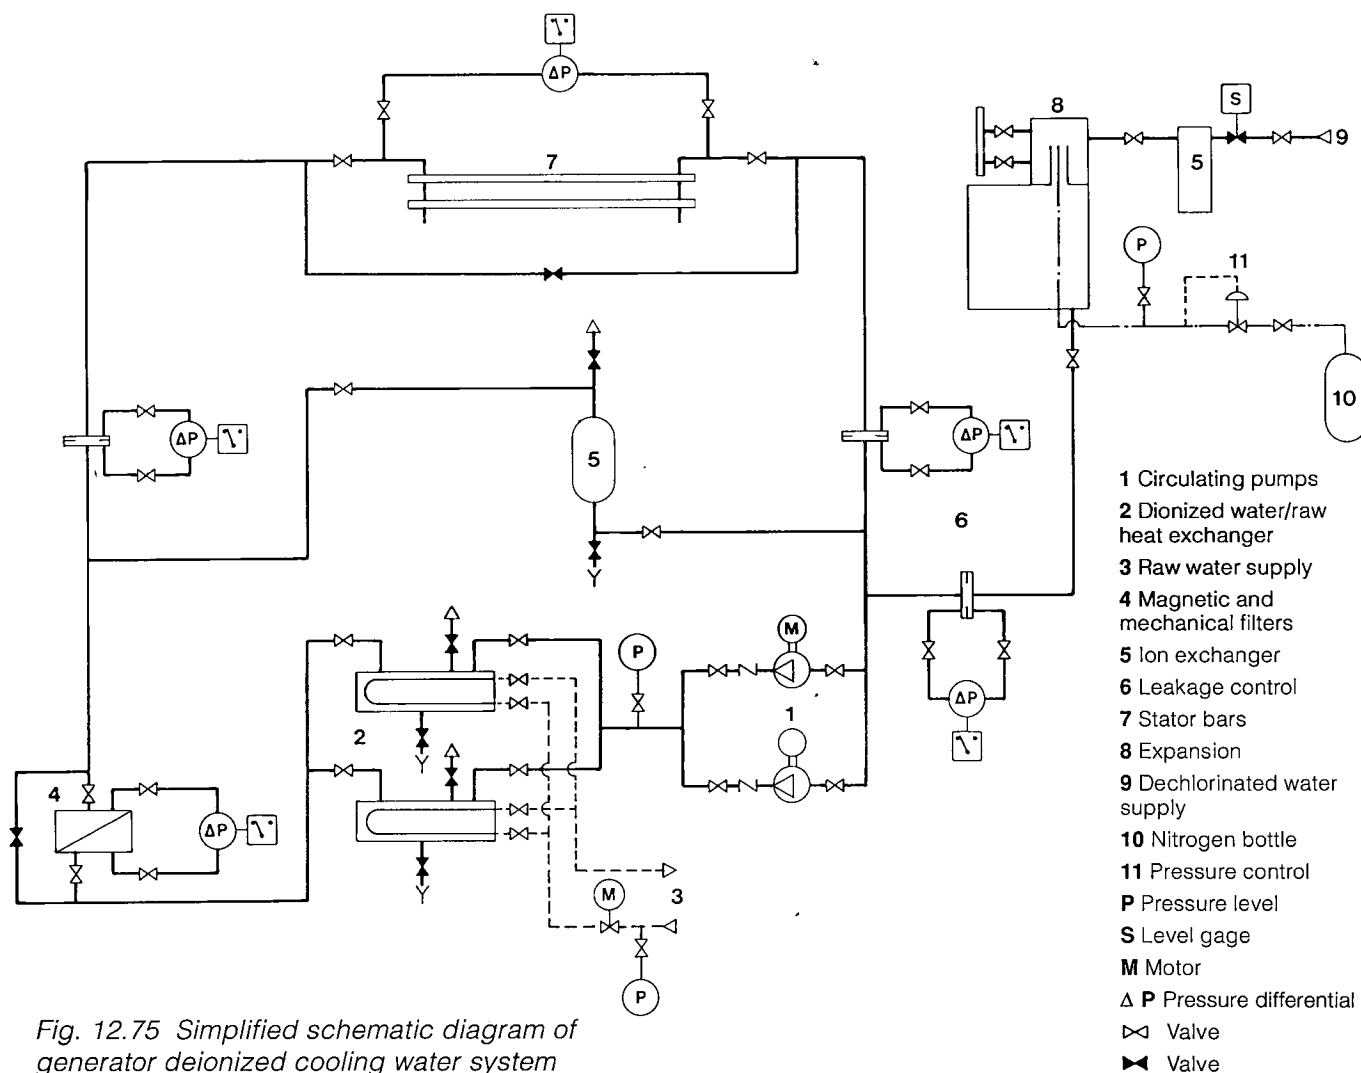 ΔP
7
8
S
9
5
P
11
10
ΔP
5
ΔP
6
M
P
1
2
ΔP
4
ΔP
M
3
P
1 Circulating pumps
2 Dionized water/raw
heat exchanger
3 Raw water supply
4 Magnetic and
mechanical filters
5 Ion exchanger
6 Leakage control
7 Stator bars
8 Expansion
9 Dechlorinated water
supply
10 Nitrogen bottle
11 Pressure control
P Pressure level
S Level gage
M Motor
Δ P Pressure differential
Valve
Valve
Fig. 12.75 Simplified schematic diagram of
generator deionized cooling water system